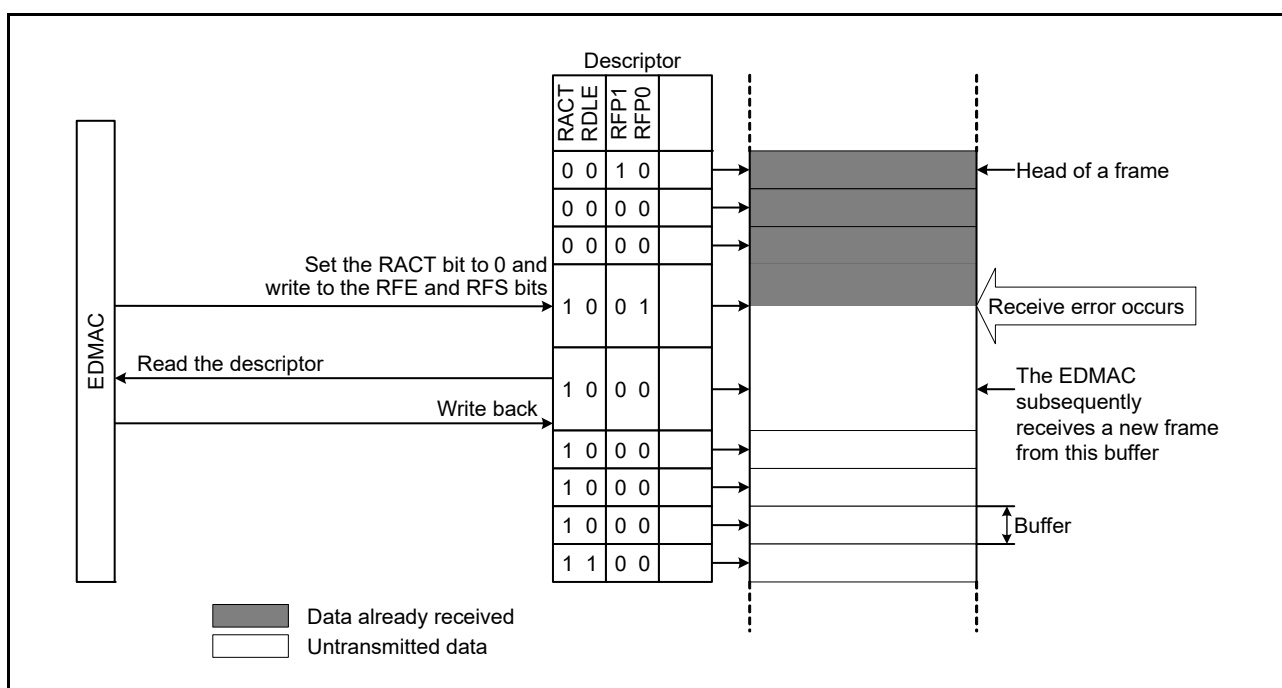 Descriptor
RACT
RDLE
RFP1
RFP0
0 0 1 0
Head of a frame
0 0 0 0
0 0 0 0
Set the RACT bit to 0 and
write to the RFE and RFS bits
1 0 0 1
Receive error occurs
EDMAC
Read the descriptor
1 0 0 0
Write back
The EDMAC
subsequently
receives a new frame
from this buffer
1 0 0 0
1 0 0 0
1 0 0 0
Buffer
1 1 0 0
Data already received
Untransmitted data